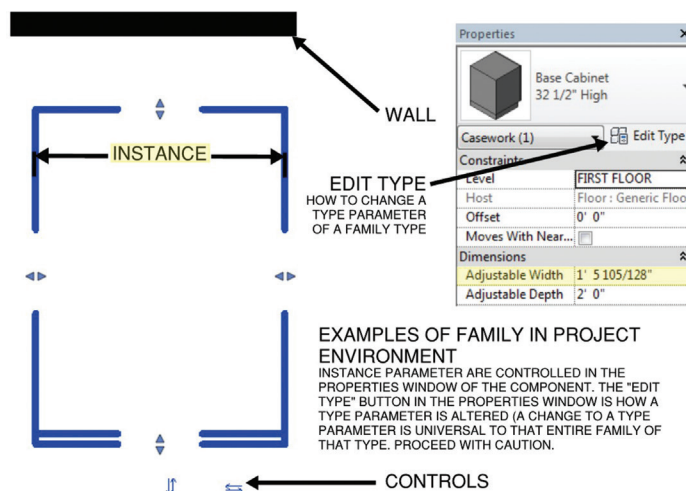 Properties
Base Cabinet
32 1/2" High
WALL
Casework (1)
Edit Type
INSTANCE
Constraints
EDIT TYPE
HOW TO CHANGE A
TYPE PARAMETER
OF A FAMILY TYPE
Level FIRST FLOOR
Host Floor : Generic Floo
Offset 0' 0"
Moves With Near...
Dimensions
Adjustable Width 1' 5 105/128"
Adjustable Depth 2' 0"
EXAMPLES OF FAMILY IN PROJECT
ENVIRONMENT
INSTANCE PARAMETER ARE CONTROLLED IN THE
PROPERTIES WINDOW OF THE COMPONENT. THE "EDIT
TYPE" BUTTON IN THE PROPERTIES WINDOW IS HOW A
TYPE PARAMETER IS ALTERED (A CHANGE TO A TYPE
PARAMETER IS UNIVERSAL TO THAT ENTIRE FAMILY OF
THAT TYPE. PROCEED WITH CAUTION.
CONTROLS